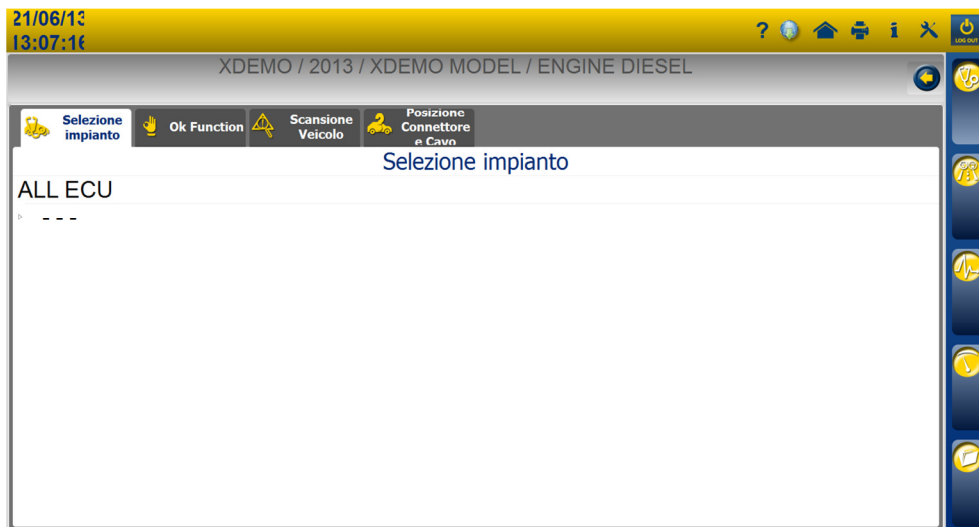 21/06/13
13:07:16
?
i
LOG OUT
XDEMO / 2013 / XDEMO MODEL / ENGINE DIESEL
Selezione
impianto
Ok Function
Scansione
Veicolo
Posizione
Connettore
e Cavo
Selezione impianto
ALL ECU
- - -